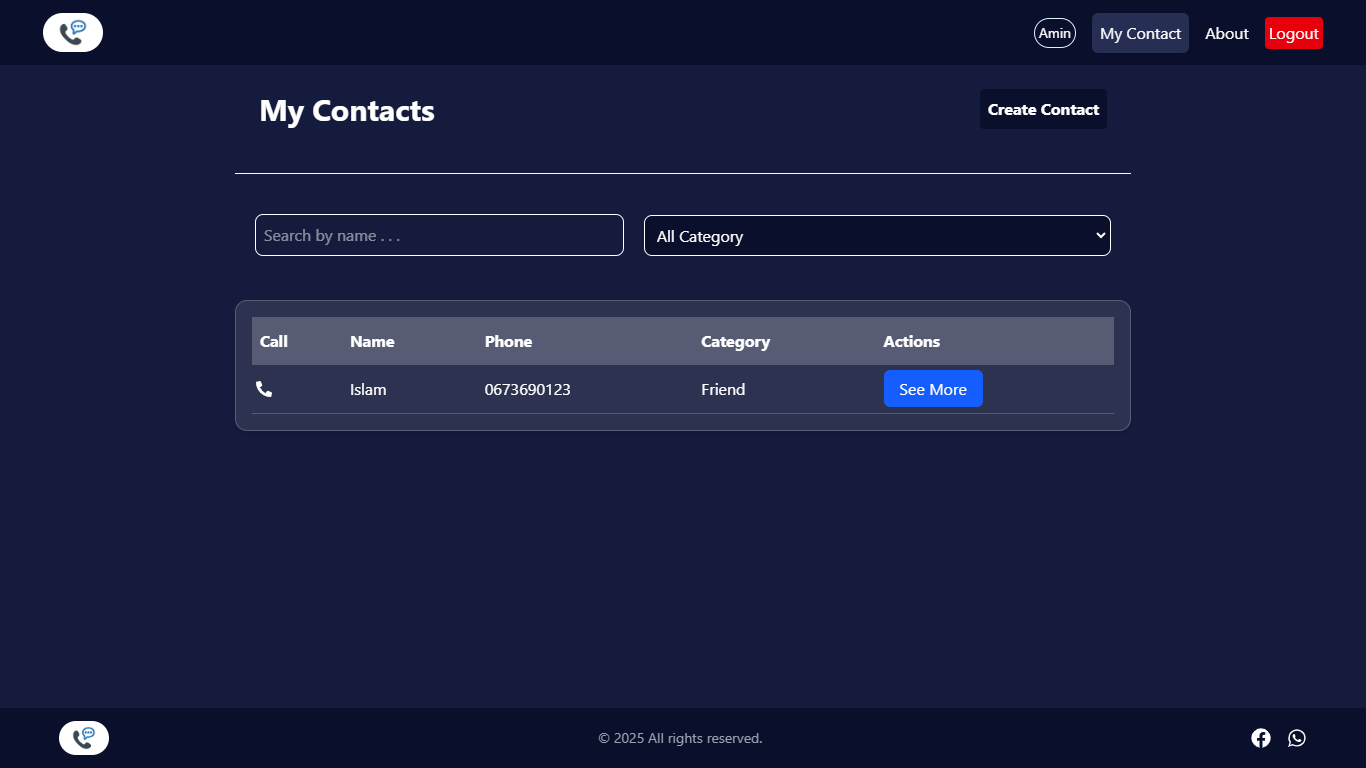 Amin My Contact About Logout
My Contacts
Create Contact
Search by name . . .
All Category
Call Name Phone Category Actions
Islam 0673690123 Friend See More
© 2025 All rights reserved.